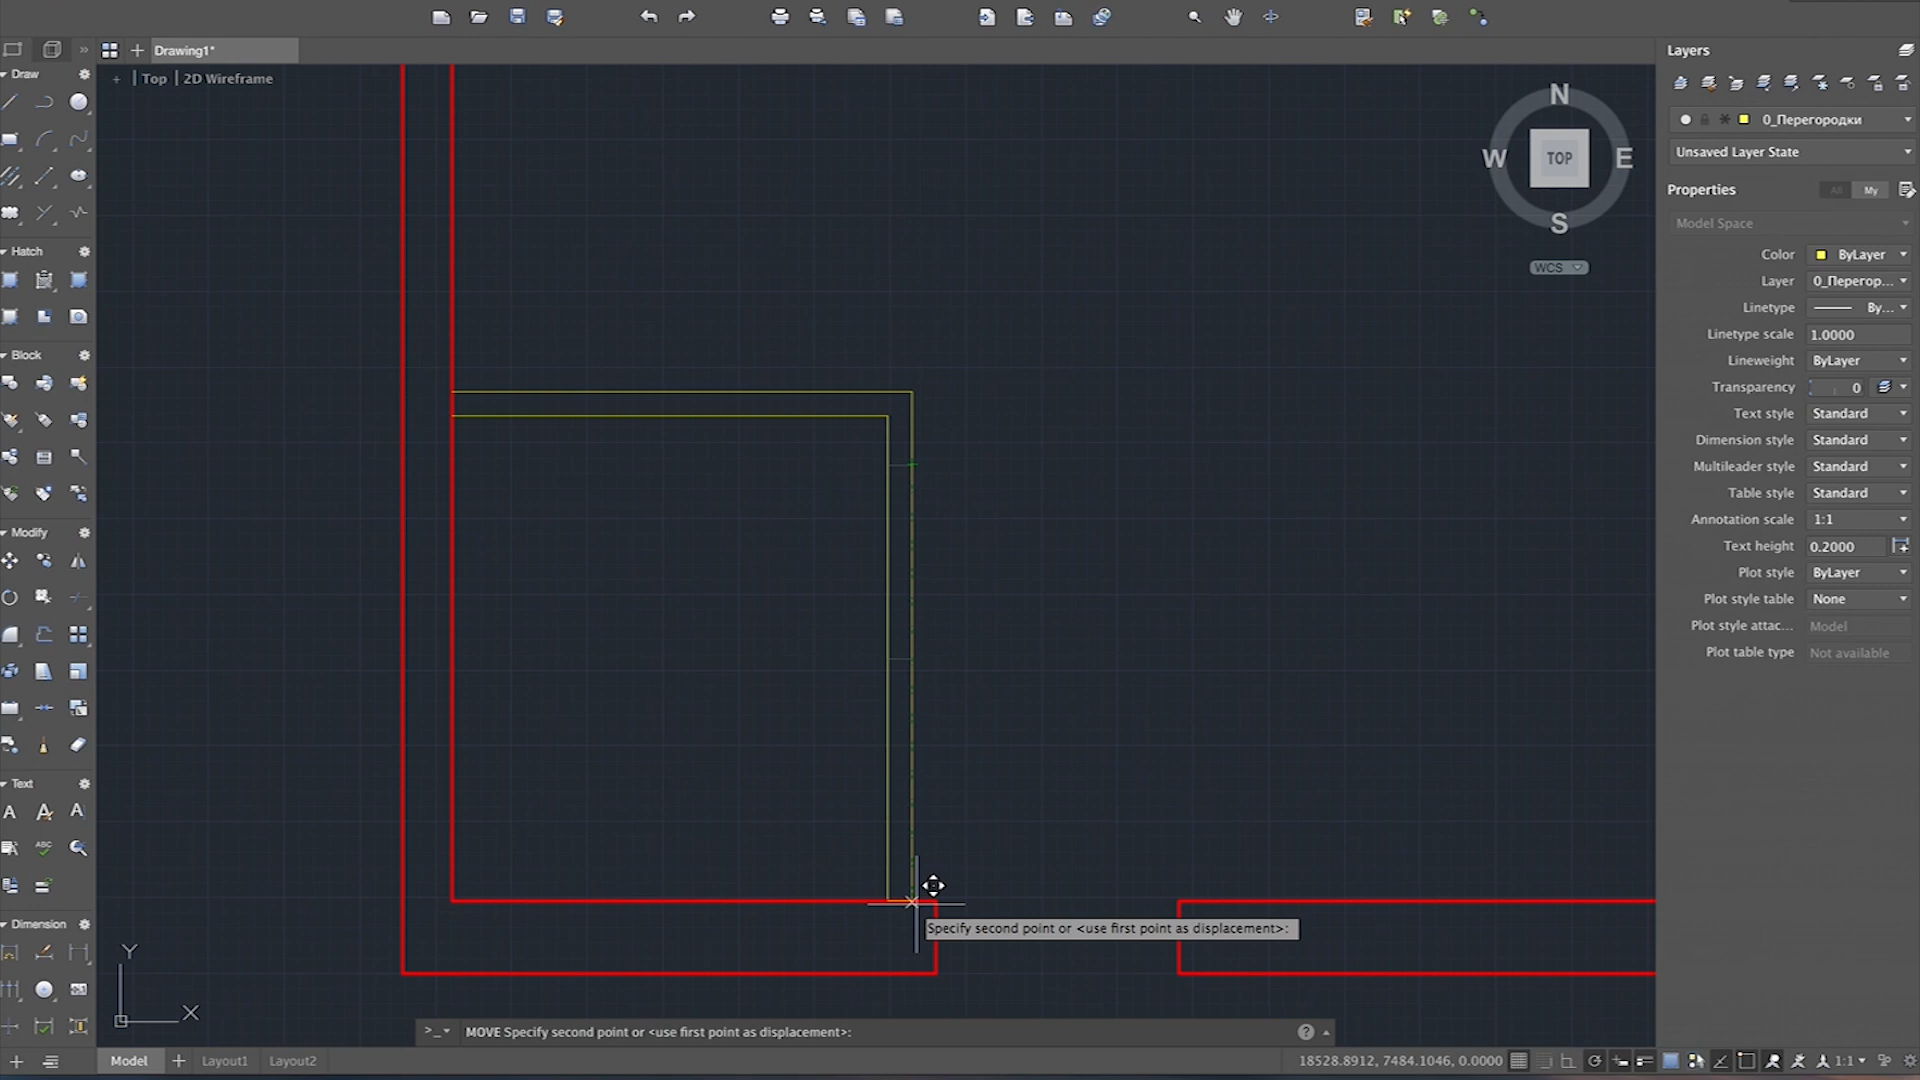 Drawing1*
Layers
Draw
Top
2D Wireframe
N
W
TOP
E
S
WCS
0_Перегородки
Unsaved Layer State
Properties
All
My
Model Space
Color
ByLayer
Layer
0_Перегор...
Linetype
By...
Linetype scale
1.0000
Lineweight
ByLayer
Transparency
0
Text style
Standard
Dimension style
Standard
Multileader style
Standard
Table style
Standard
Annotation scale
1:1
Text height
0.2000
Plot style
ByLayer
Plot style table
None
Plot style attac...
Model
Plot table type
Not available
Hatch
Block
Modify
Text
Dimension
Specify second point or <use first point as displacement>:
Y
X
MOVE Specify second point or <use first point as displacement>:
Model
Layout1
Layout2
18528.8912, 7484.1046, 0.0000
1:1